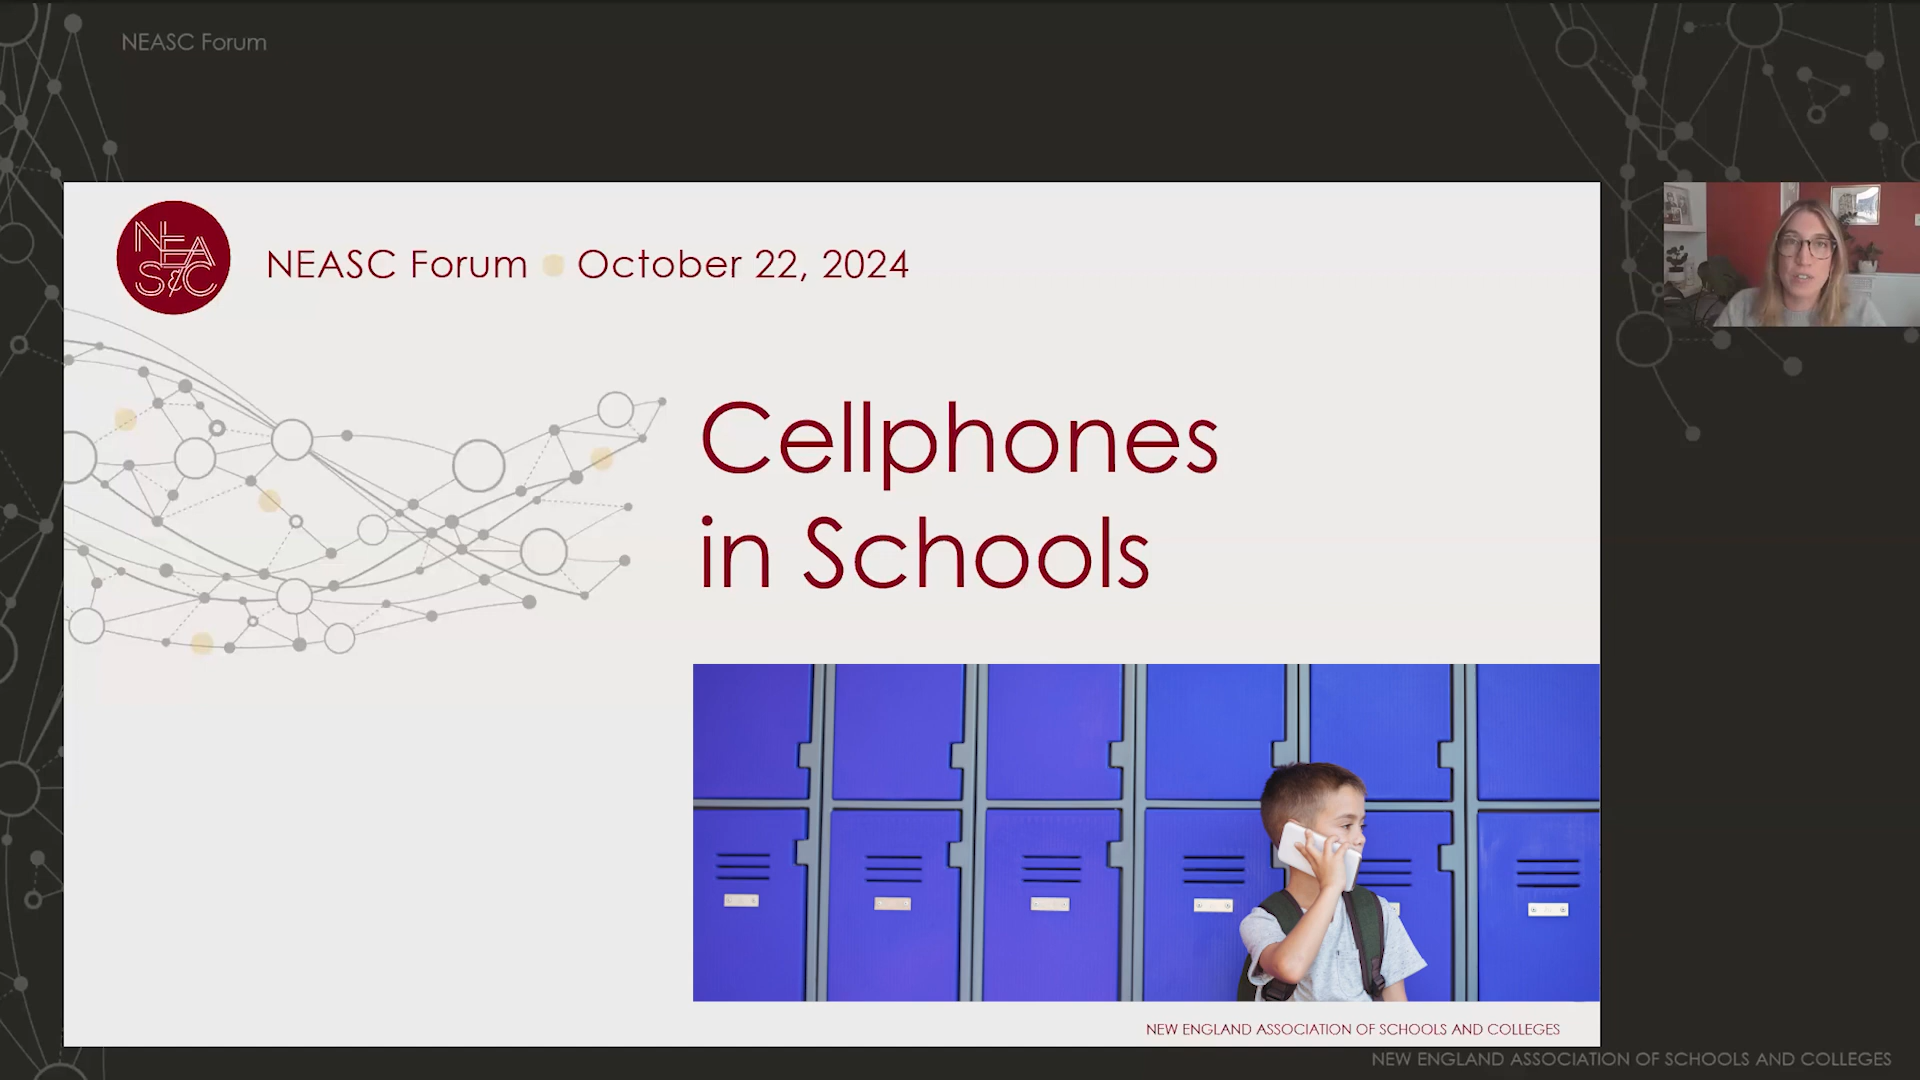 NEASC Forum
NEAS&C
NEASC Forum • October 22, 2024
Cellphones
in Schools
NEW ENGLAND ASSOCIATION OF SCHOOLS AND COLLEGES
NEW ENGLAND ASSOCIATION OF SCHOOLS AND COLLEGES